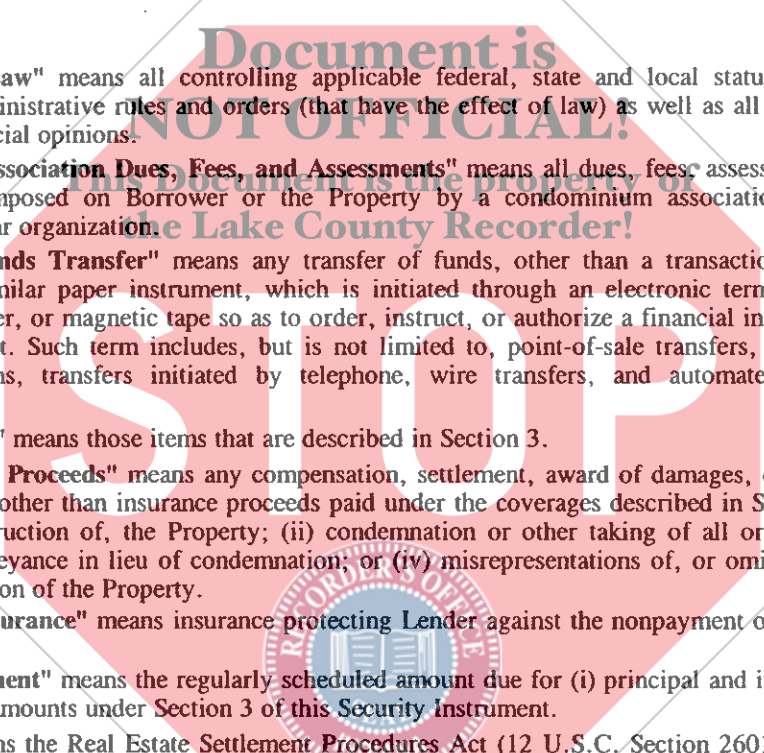 Document is
aw" means all controlling applicable federal, state and local statu
inistrative rules and orders (that have the effect of law) as well as all
NOT OFFICIAL!
cial opinions.
ssociation Dues, Fees, and Assessments" means all dues, fees, assess
This Document is the property of
mposed on Borrower or the Property by a condominium associatio
ar organization.
the Lake County Recorder!
nds Transfer" means any transfer of funds, other than a transactio
milar paper instrument, which is initiated through an electronic term
er, or magnetic tape so as to order, instruct, or authorize a financial in
t. Such term includes, but is not limited to, point-of-sale transfers,
ns, transfers initiated by telephone, wire transfers, and automate
STOP
" means those items that are described in Section 3.
Proceeds" means any compensation, settlement, award of damages,
other than insurance proceeds paid under the coverages described in S
ruction of, the Property; (ii) condemnation or other taking of all or
eyance in lieu of condemnation; or (iv) misrepresentations of, or omi
on of the Property.
RECORDER'S OFFICE
urance" means insurance protecting Lender against the nonpayment o
ment" means the regularly scheduled amount due for (i) principal and i
amounts under Section 3 of this Security Instrument.
ns the Real Estate Settlement Procedures Act (12 U.S.C. Section 2601